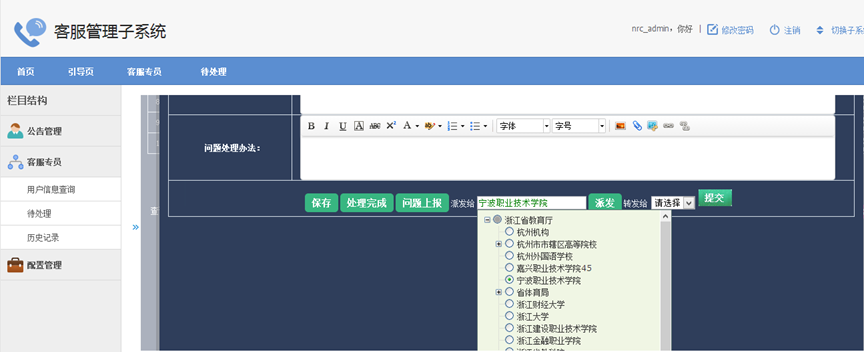 客服管理子系统
nrc_admin，你好 | 修改密码 注销 切换子系
首页 引导页 客服专员 待处理
栏目结构
公告管理
客服专员
用户信息查询
待处理
历史记录
配置管理
»
查
B I U A ABC X² A 字体 字号
问题处理办法：
保存 处理完成 问题上报 派发给 宁波职业技术学院 派发 转发给 请选择 提交
浙江省教育厅
杭州机构
杭州市市辖区高等院校
杭州外国语学校
嘉兴职业技术学院45
宁波职业技术学院
省体育局
浙江财经大学
浙江大学
浙江建设职业技术学院
浙江金融职业学院